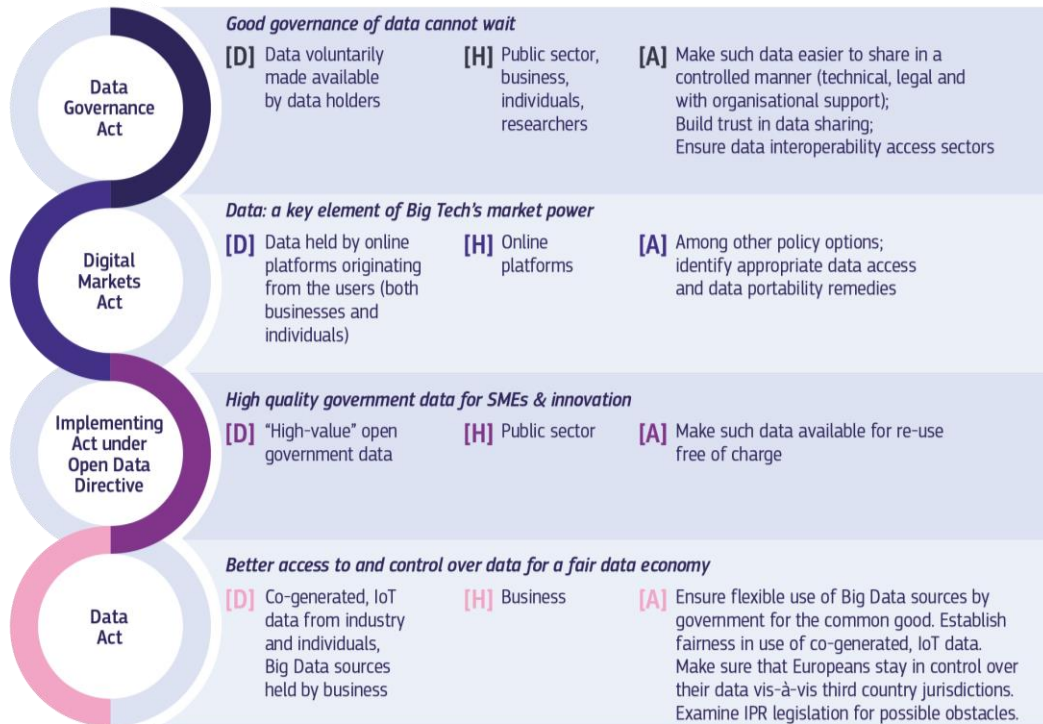 Data
Governance
Act
Good governance of data cannot wait
[D] Data voluntarily
made available
by data holders
[H] Public sector,
business,
individuals,
researchers
[A] Make such data easier to share in a
controlled manner (technical, legal and
with organisational support);
Build trust in data sharing;
Ensure data interoperability access sectors
Digital
Markets
Act
Data: a key element of Big Tech's market power
[D] Data held by online
platforms originating
from the users (both
businesses and
individuals)
[H] Online
platforms
[A] Among other policy options;
identify appropriate data access
and data portability remedies
Implementing
Act under
Open Data
Directive
High quality government data for SMEs & innovation
[D] “High-value” open
government data
[H] Public sector
[A] Make such data available for re-use
free of charge
Data
Act
Better access to and control over data for a fair data economy
[D] Co-generated, IoT
data from industry
and individuals,
Big Data sources
held by business
[H] Business
[A] Ensure flexible use of Big Data sources by
government for the common good. Establish
fairness in use of co-generated, IoT data.
Make sure that Europeans stay in control over
their data vis-à-vis third country jurisdictions.
Examine IPR legislation for possible obstacles.